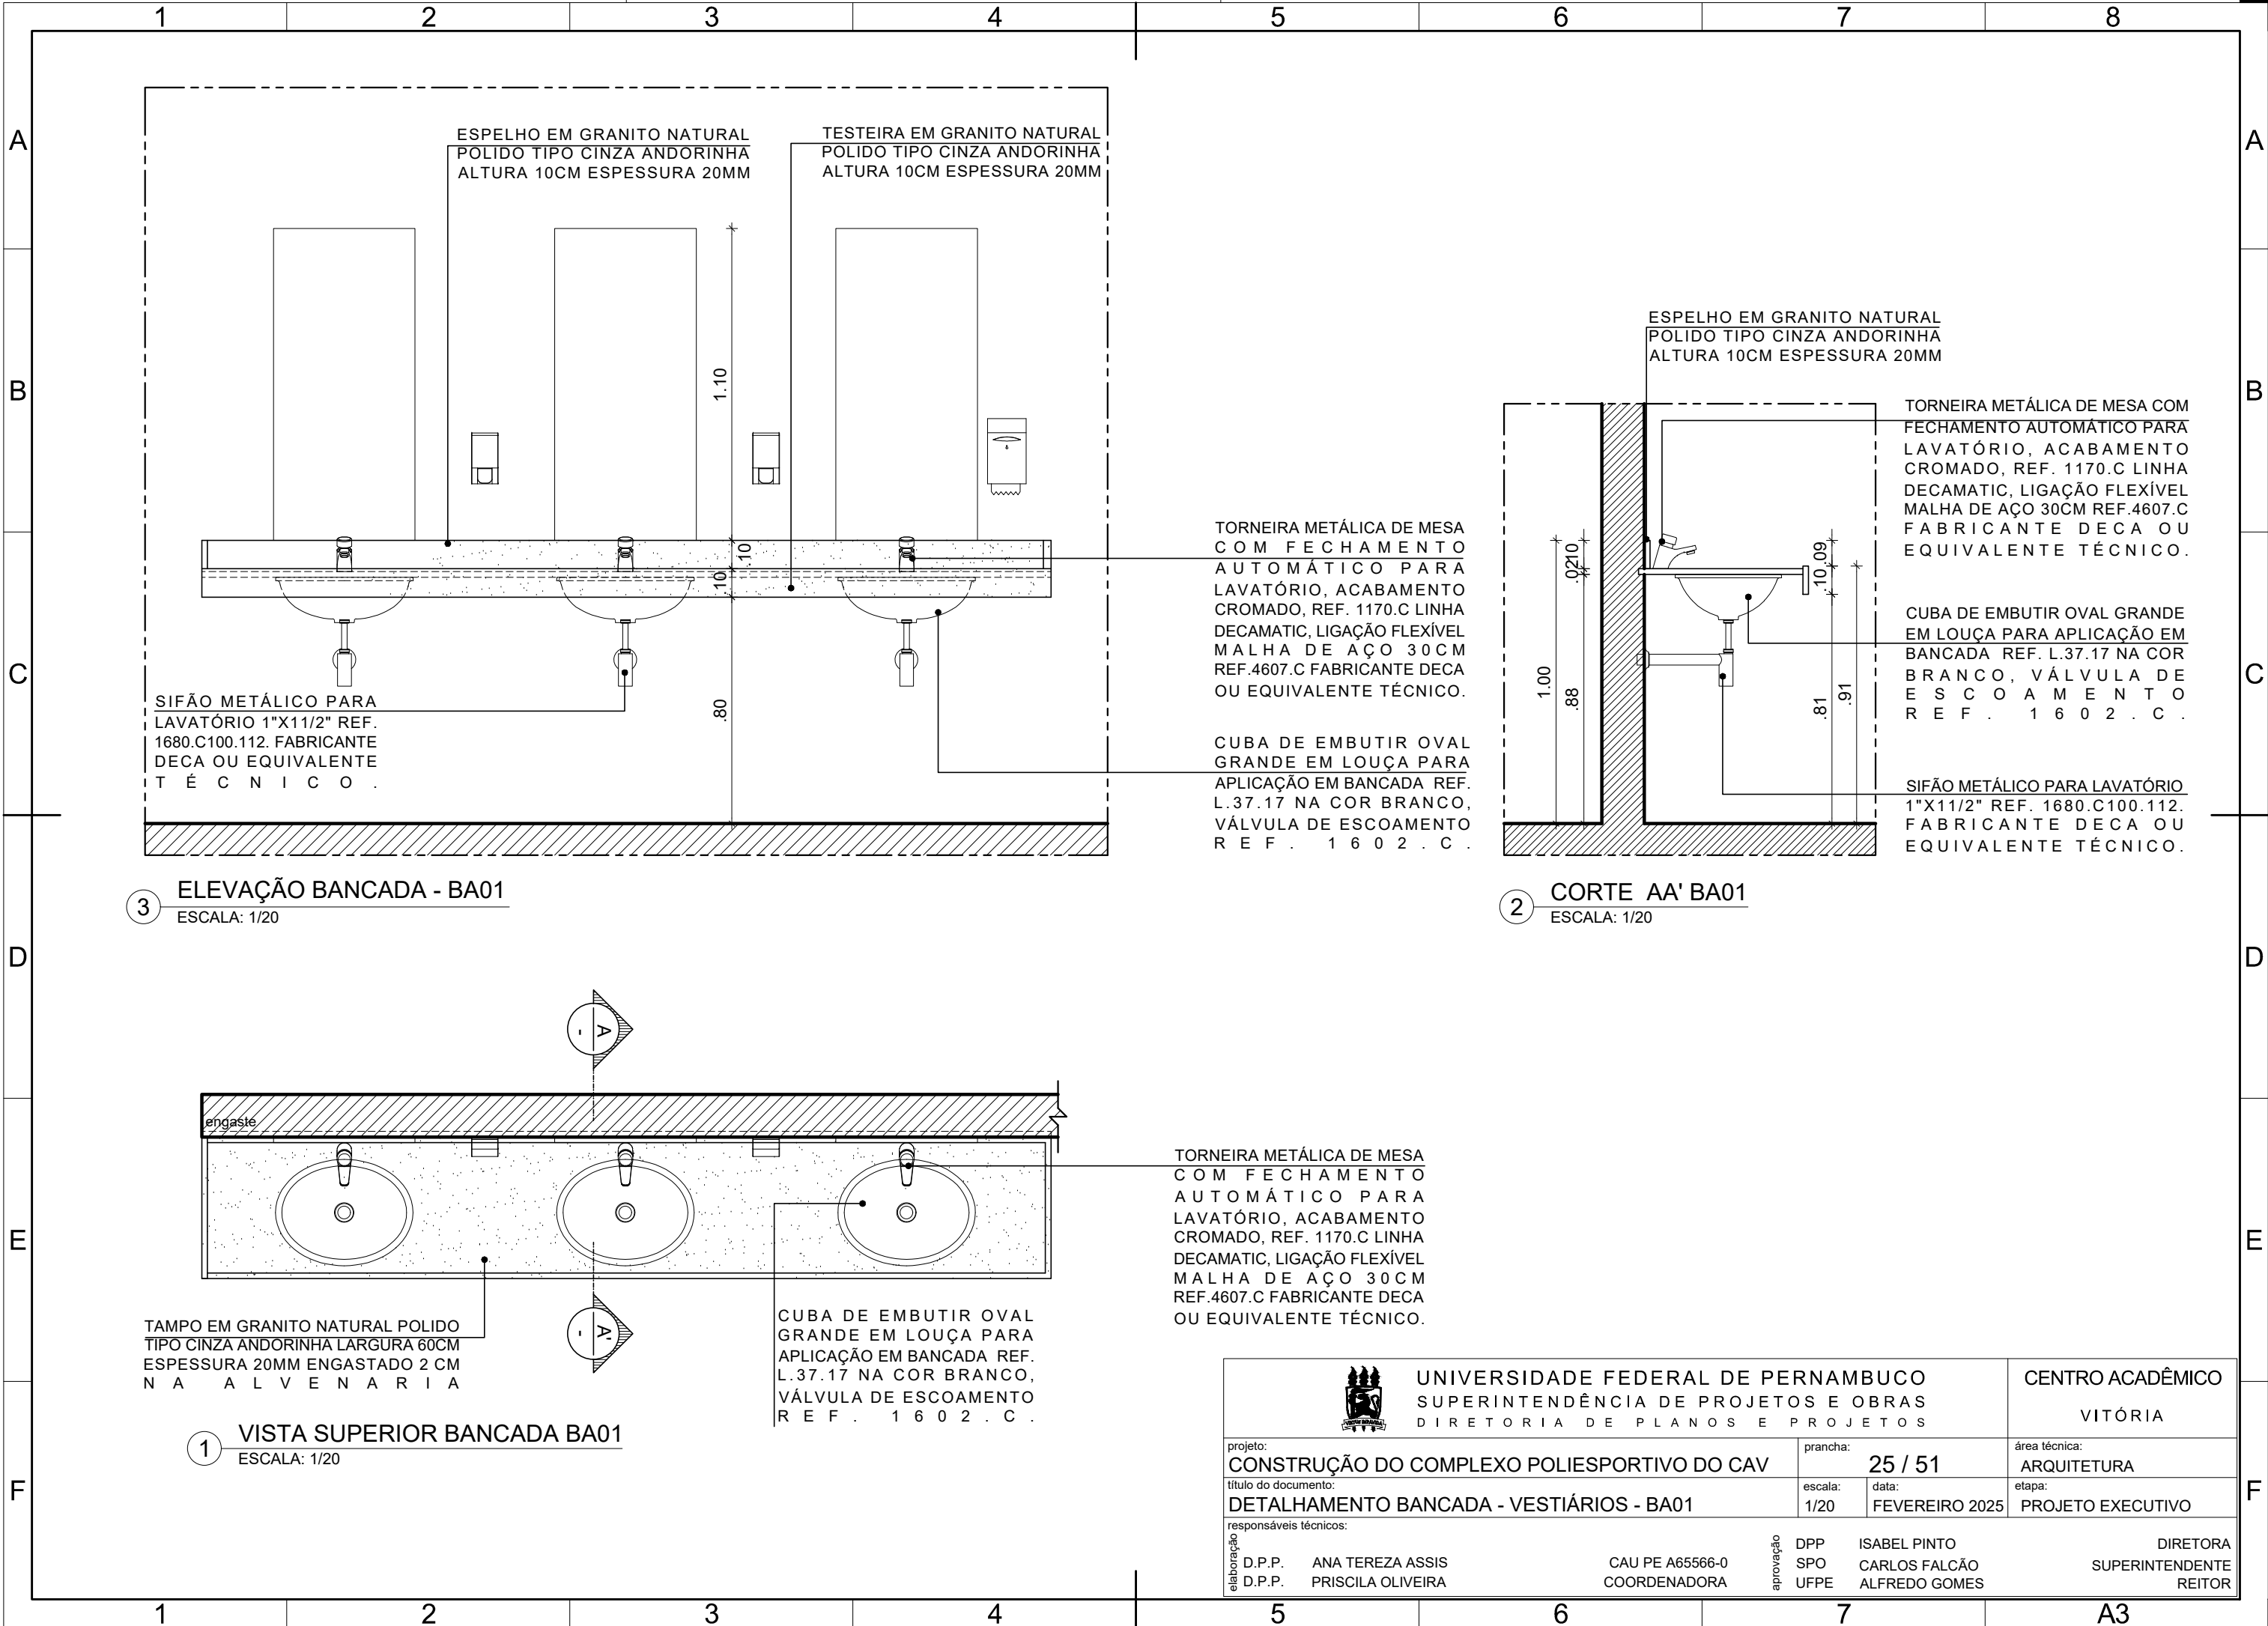 1 2 3 4 5 6 7 8
A
B
C
D
E
F
A
B
C
D
E
F
ESPELHO EM GRANITO NATURAL
POLIDO TIPO CINZA ANDORINHA
ALTURA 10CM ESPESSURA 20MM
TESTEIRA EM GRANITO NATURAL
POLIDO TIPO CINZA ANDORINHA
ALTURA 10CM ESPESSURA 20MM
1.10
.10
.10
.80
SIFÃO METÁLICO PARA
LAVATÓRIO 1"X11/2" REF.
1680.C100.112. FABRICANTE
DECA OU EQUIVALENTE
TÉCNICO.
TORNEIRA METÁLICA DE MESA
COM FECHAMENTO
AUTOMÁTICO PARA
LAVATÓRIO, ACABAMENTO
CROMADO, REF. 1170.C LINHA
DECAMATIC, LIGAÇÃO FLEXÍVEL
MALHA DE AÇO 30CM
REF.4607.C FABRICANTE DECA
OU EQUIVALENTE TÉCNICO.
CUBA DE EMBUTIR OVAL
GRANDE EM LOUÇA PARA
APLICAÇÃO EM BANCADA REF.
L.37.17 NA COR BRANCO,
VÁLVULA DE ESCOAMENTO
REF. 1602.C.
3 ELEVAÇÃO BANCADA - BA01
ESCALA: 1/20
ESPELHO EM GRANITO NATURAL
POLIDO TIPO CINZA ANDORINHA
ALTURA 10CM ESPESSURA 20MM
TORNEIRA METÁLICA DE MESA COM
FECHAMENTO AUTOMÁTICO PARA
LAVATÓRIO, ACABAMENTO
CROMADO, REF. 1170.C LINHA
DECAMATIC, LIGAÇÃO FLEXÍVEL
MALHA DE AÇO 30CM REF.4607.C
FABRICANTE DECA OU
EQUIVALENTE TÉCNICO.
1.00
.02
.10
.88
.09
.10
.81
.91
CUBA DE EMBUTIR OVAL GRANDE
EM LOUÇA PARA APLICAÇÃO EM
BANCADA REF. L.37.17 NA COR
BRANCO, VÁLVULA DE
ESCOAMENTO
REF. 1602.C.
SIFÃO METÁLICO PARA LAVATÓRIO
1"X11/2" REF. 1680.C100.112.
FABRICANTE DECA OU
EQUIVALENTE TÉCNICO.
2 CORTE AA' BA01
ESCALA: 1/20
- A
engaste
- A'
TAMPO EM GRANITO NATURAL POLIDO
TIPO CINZA ANDORINHA LARGURA 60CM
ESPESSURA 20MM ENGASTADO 2 CM
NA ALVENARIA
CUBA DE EMBUTIR OVAL
GRANDE EM LOUÇA PARA
APLICAÇÃO EM BANCADA REF.
L.37.17 NA COR BRANCO,
VÁLVULA DE ESCOAMENTO
REF. 1602.C.
TORNEIRA METÁLICA DE MESA
COM FECHAMENTO
AUTOMÁTICO PARA
LAVATÓRIO, ACABAMENTO
CROMADO, REF. 1170.C LINHA
DECAMATIC, LIGAÇÃO FLEXÍVEL
MALHA DE AÇO 30CM
REF.4607.C FABRICANTE DECA
OU EQUIVALENTE TÉCNICO.
1 VISTA SUPERIOR BANCADA BA01
ESCALA: 1/20
UNIVERSIDADE FEDERAL DE PERNAMBUCO
SUPERINTENDÊNCIA DE PROJETOS E OBRAS
DIRETORIA DE PLANOS E PROJETOS
CENTRO ACADÊMICO
VITÓRIA
projeto:
CONSTRUÇÃO DO COMPLEXO POLIESPORTIVO DO CAV
prancha:
25 / 51
área técnica:
ARQUITETURA
título do documento:
DETALHAMENTO BANCADA - VESTIÁRIOS - BA01
escala:
1/20
data:
FEVEREIRO 2025
etapa:
PROJETO EXECUTIVO
responsáveis técnicos:
elaboração
D.P.P. ANA TEREZA ASSIS CAU PE A65566-0
D.P.P. PRISCILA OLIVEIRA COORDENADORA
aprovação
DPP ISABEL PINTO DIRETORA
SPO CARLOS FALCÃO SUPERINTENDENTE
UFPE ALFREDO GOMES REITOR
1 2 3 4 5 6 7 A3